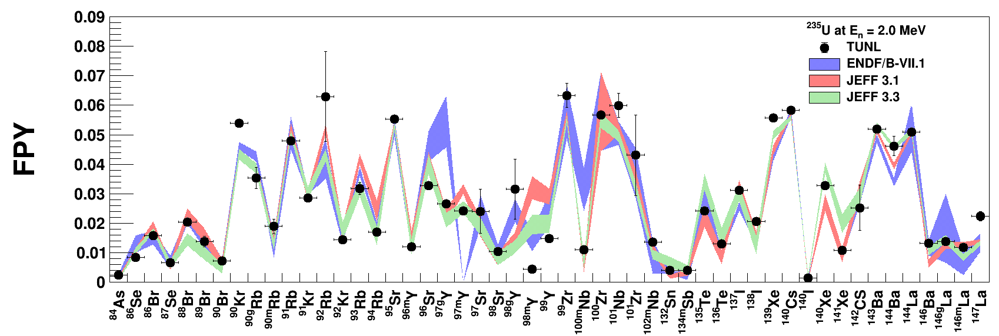 0.09
0.08
0.07
0.06
0.05
0.04
0.03
0.02
0.01
0
FPY
²³⁵U at Eₙ = 2.0 MeV
TUNL
ENDF/B-VII.1
JEFF 3.1
JEFF 3.3
⁸⁴As
⁸⁶Se
⁸⁶Br
⁸⁷Se
⁸⁸Br
⁸⁹Br
⁹⁰Br
⁹⁰Kr
⁹⁰ᵍRb
⁹⁰ᵐRb
⁹¹Rb
⁹¹Kr
⁹²Rb
⁹²Kr
⁹³Rb
⁹⁴Rb
⁹⁵Sr
⁹⁶ᵐY
⁹⁶Sr
⁹⁷ᵍY
⁹⁷ᵐY
⁹⁷Sr
⁹⁸Sr
⁹⁸ᵍY
⁹⁸ᵐY
⁹⁹Y
⁹⁹Zr
¹⁰⁰ᵐNb
¹⁰⁰Zr
¹⁰¹Nb
¹⁰¹Zr
¹⁰²ᵐNb
¹³²Sn
¹³⁴ᵐSb
¹³⁵Te
¹³⁶Te
¹³⁷I
¹³⁸I
¹³⁹Xe
¹⁴⁰Cs
¹⁴⁰I
¹⁴⁰Xe
¹⁴¹Xe
¹⁴²CS
¹⁴³Ba
¹⁴⁴Ba
¹⁴⁴La
¹⁴⁶Ba
¹⁴⁶ᵍLa
¹⁴⁶ᵐLa
¹⁴⁷La